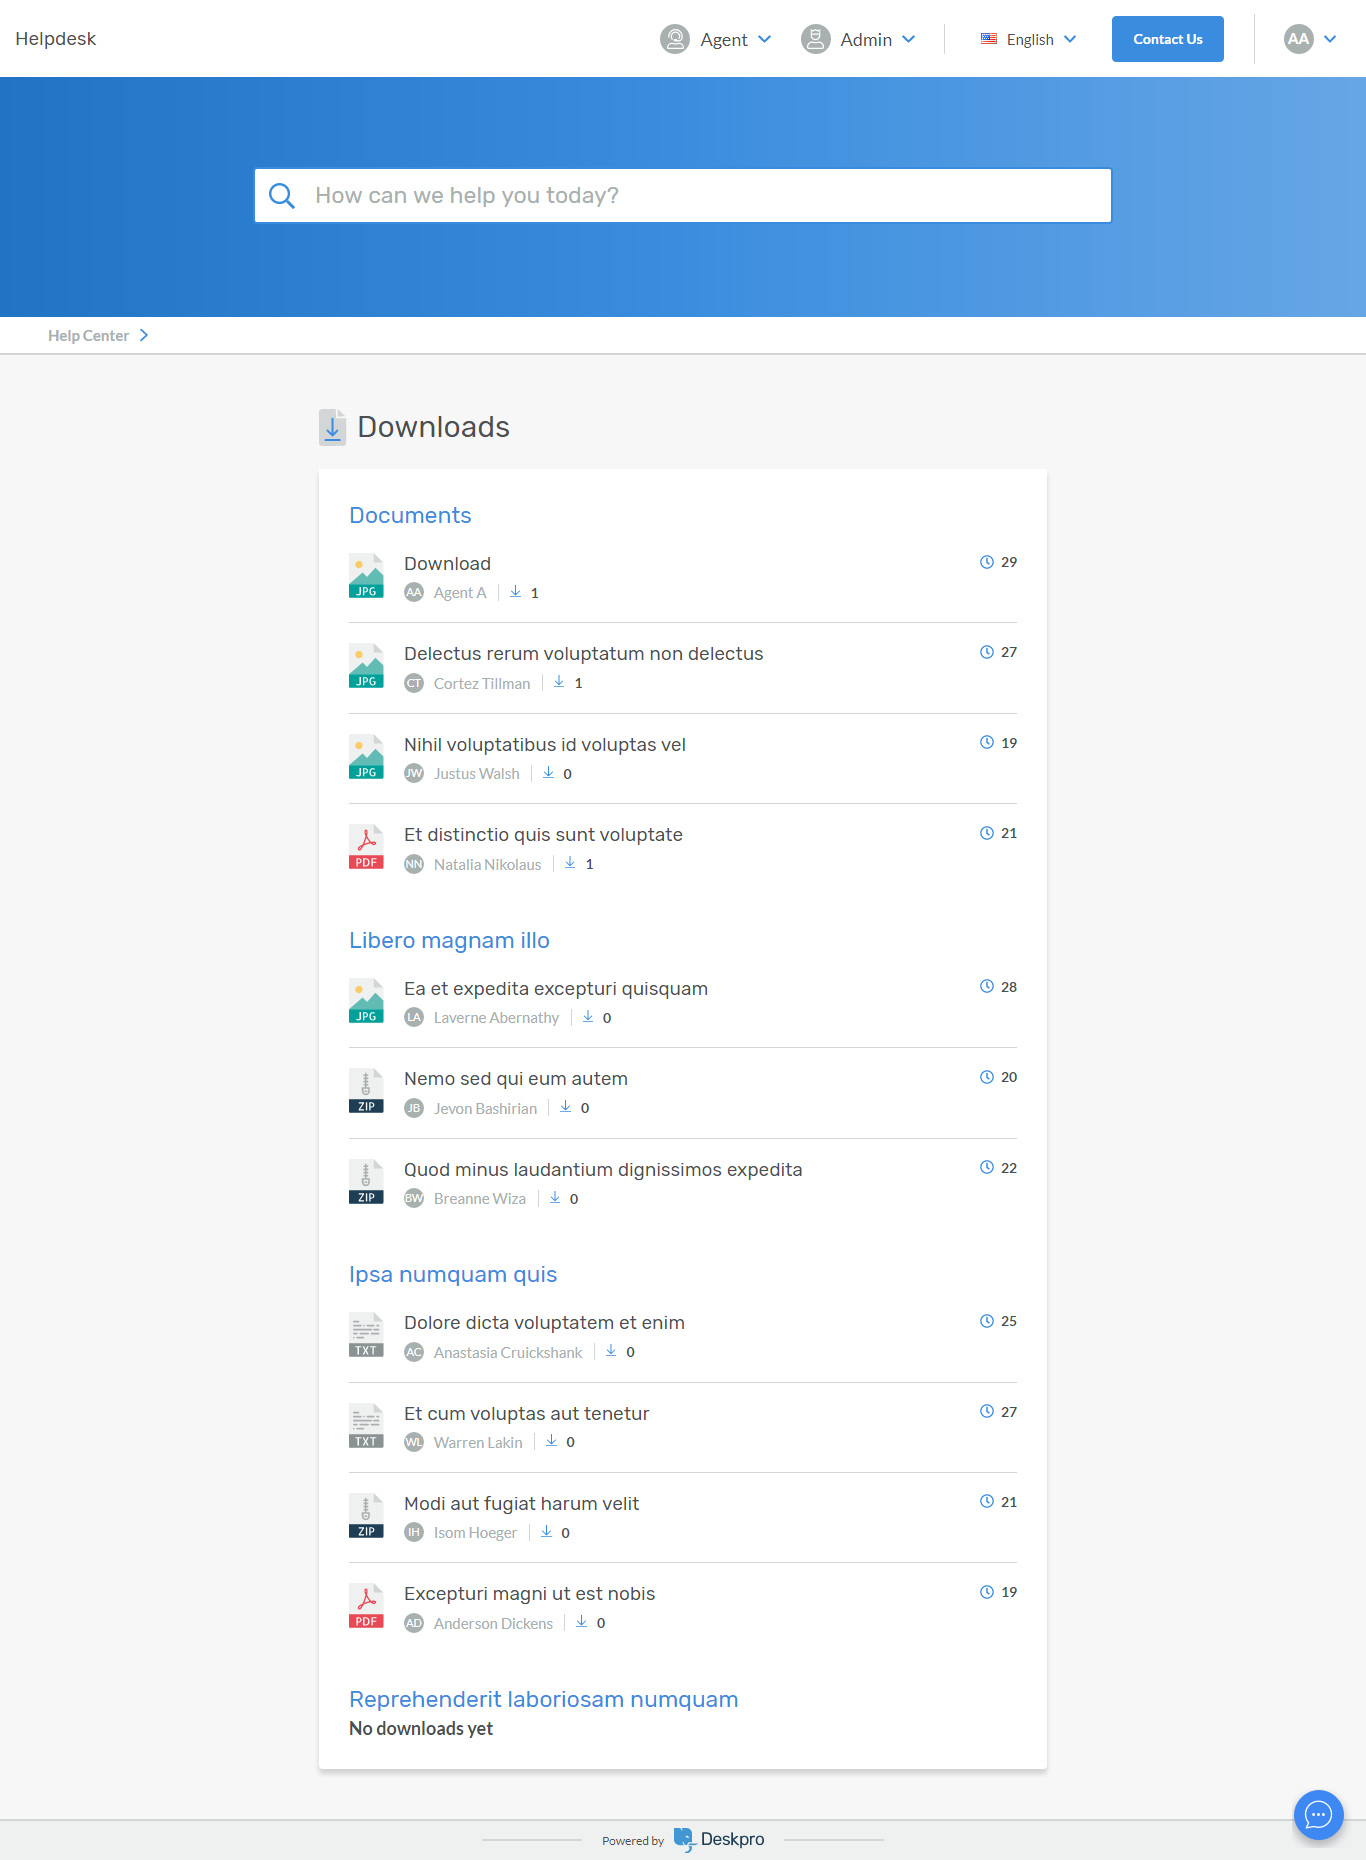 Helpdesk
Agent
Admin
English
Contact Us
AA
How can we help you today?
Help Center
Downloads
Documents
JPG
Download
29
AA Agent A 1
JPG
Delectus rerum voluptatum non delectus
27
CT Cortez Tillman 1
JPG
Nihil voluptatibus id voluptas vel
19
JW Justus Walsh 0
PDF
Et distinctio quis sunt voluptate
21
NN Natalia Nikolaus 1
Libero magnam illo
JPG
Ea et expedita excepturi quisquam
28
LA Laverne Abernathy 0
ZIP
Nemo sed qui eum autem
20
JB Jevon Bashirian 0
ZIP
Quod minus laudantium dignissimos expedita
22
BW Breanne Wiza 0
Ipsa numquam quis
TXT
Dolore dicta voluptatem et enim
25
AC Anastasia Cruickshank 0
TXT
Et cum voluptas aut tenetur
27
WL Warren Lakin 0
ZIP
Modi aut fugiat harum velit
21
IH Isom Hoeger 0
PDF
Excepturi magni ut est nobis
19
AD Anderson Dickens 0
Reprehenderit laboriosam numquam
No downloads yet
Powered by Deskpro